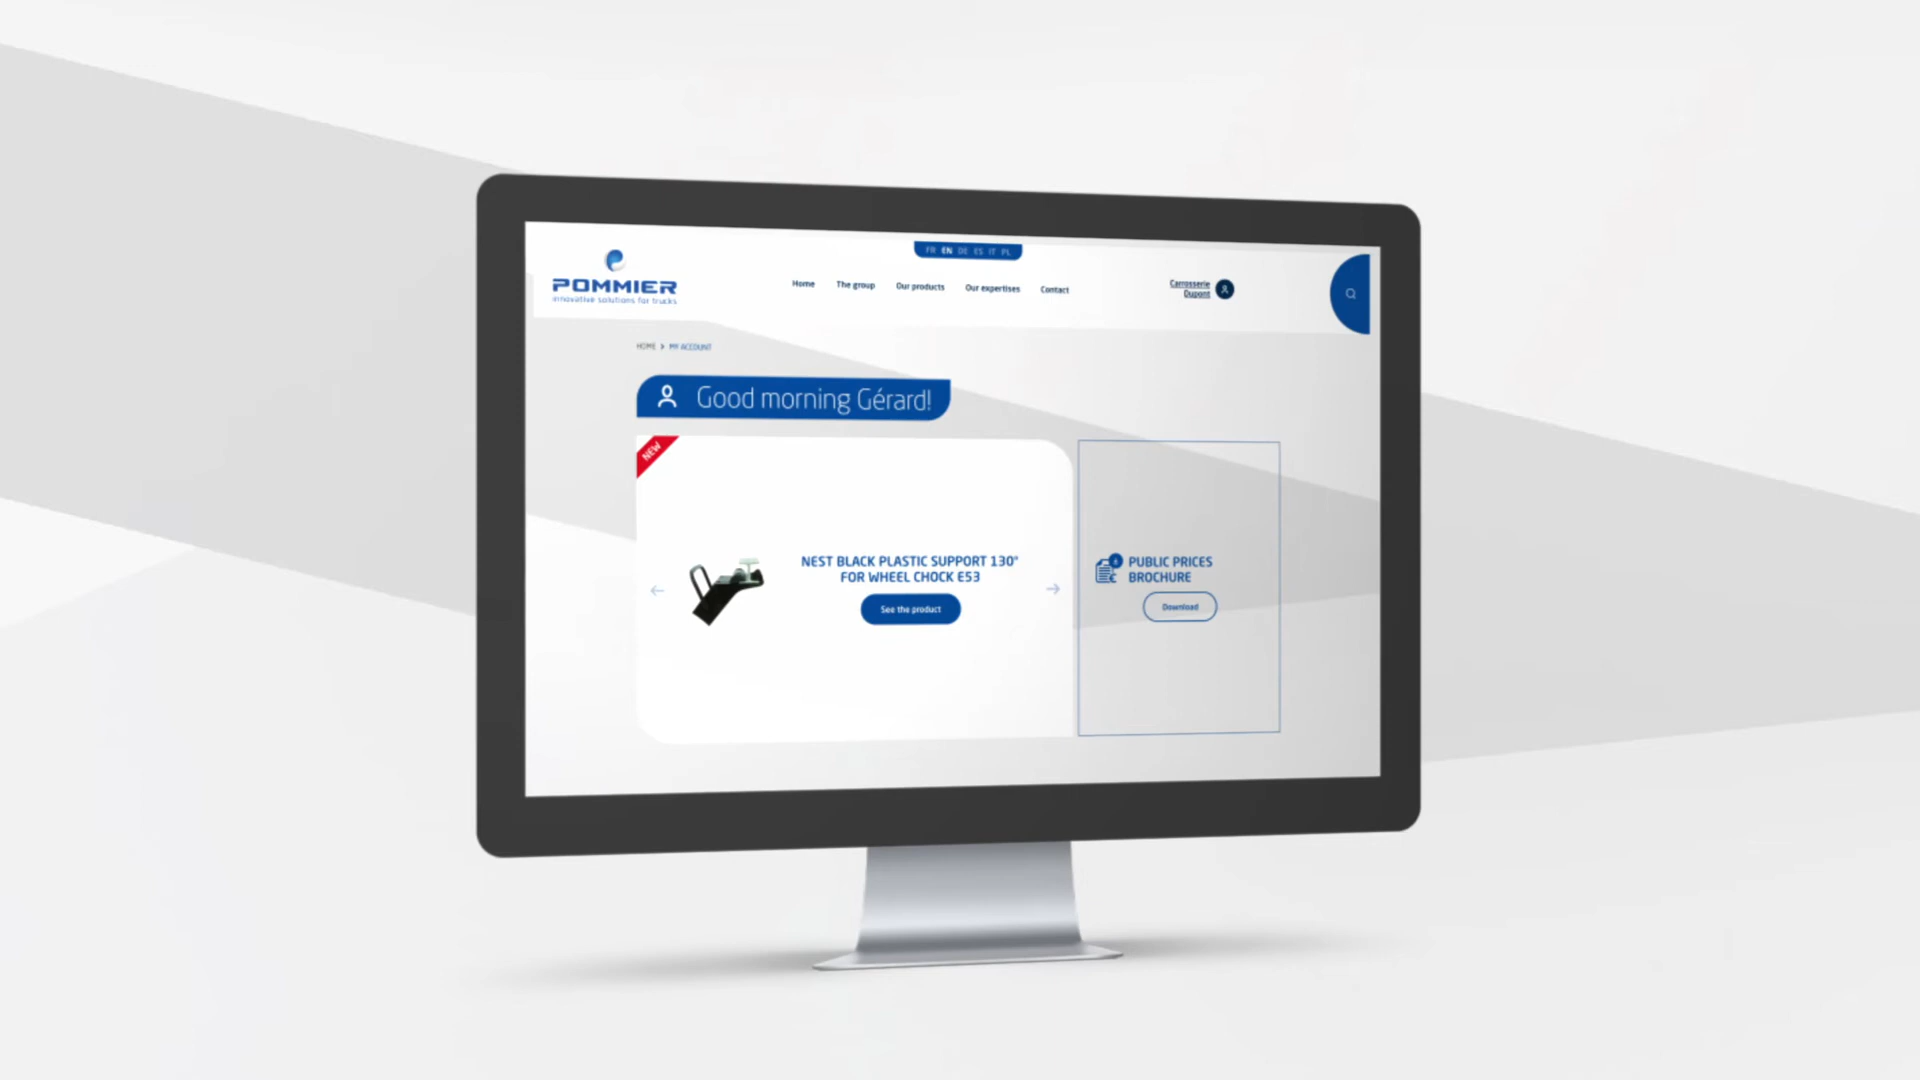 FR EN DE ES IT PL
POMMIER
innovative solutions for trucks
Home The group Our products Our expertises Contact
Carrosserie
Dupont
HOME > MY ACCOUNT
Good morning Gérard!
NEW
NEST BLACK PLASTIC SUPPORT 130°
FOR WHEEL CHOCK E53
See the product
PUBLIC PRICES
BROCHURE
Download